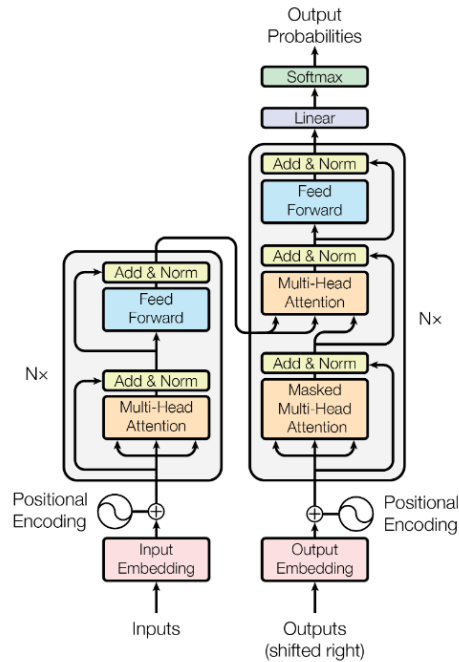 Output
Probabilities
Softmax
Linear
Add & Norm
Feed
Forward
Add & Norm
Multi-Head
Attention
Add & Norm
Masked
Multi-Head
Attention
N×
Add & Norm
Feed
Forward
Add & Norm
Multi-Head
Attention
N×
Positional
Encoding
Input
Embedding
Inputs
Positional
Encoding
Output
Embedding
Outputs
(shifted right)